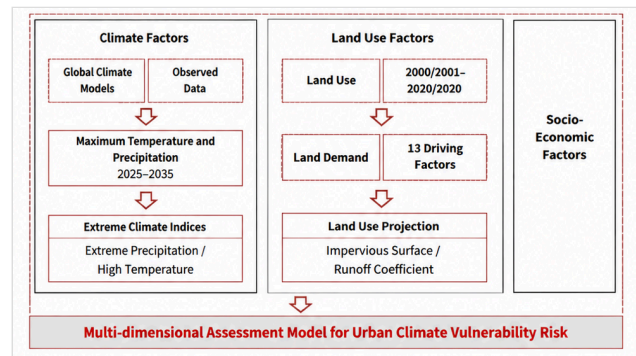 Climate Factors
Global Climate
Models
Observed
Data
Maximum Temperature and
Precipitation
2025–2035
Extreme Climate Indices
Extreme Precipitation /
High Temperature
Land Use Factors
Land Use
2000/2001–
2020/2020
Land Demand
13 Driving
Factors
Land Use Projection
Impervious Surface /
Runoff Coefficient
Socio-
Economic
Factors
Multi-dimensional Assessment Model for Urban Climate Vulnerability Risk